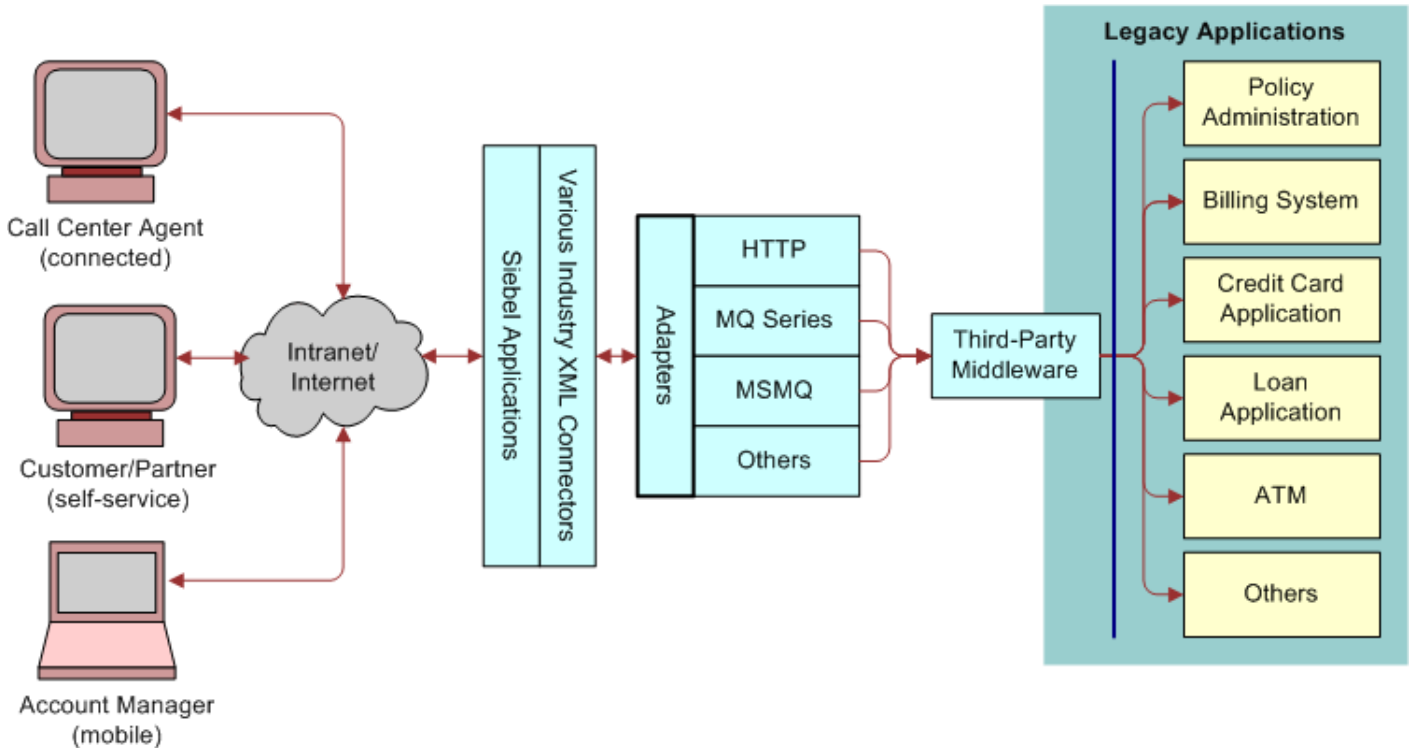 Legacy Applications
Call Center Agent
(connected)
Customer/Partner
(self-service)
Account Manager
(mobile)
Intranet/
Internet
Siebel Applications
Various Industry XML Connectors
Adapters
HTTP
MQ Series
MSMQ
Others
Third-Party
Middleware
Policy
Administration
Billing System
Credit Card
Application
Loan
Application
ATM
Others